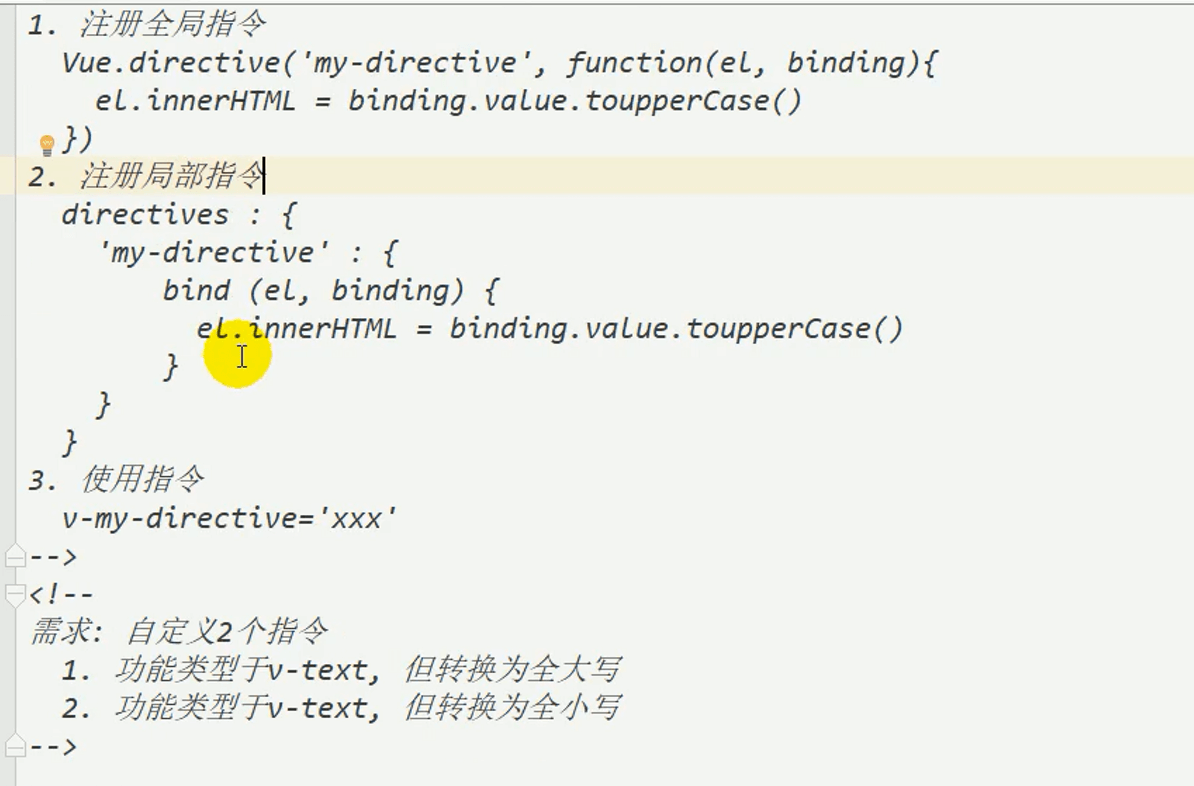 1. 注册全局指令
Vue.directive('my-directive', function(el, binding){
el.innerHTML = binding.value.toupperCase()
})
2. 注册局部指令
directives : {
'my-directive' : {
bind (el, binding) {
el.innerHTML = binding.value.toupperCase()
}
}
}
3. 使用指令
v-my-directive='xxx'
-->
<!--
需求: 自定义2个指令
1. 功能类型于v-text, 但转换为全大写
2. 功能类型于v-text, 但转换为全小写
-->